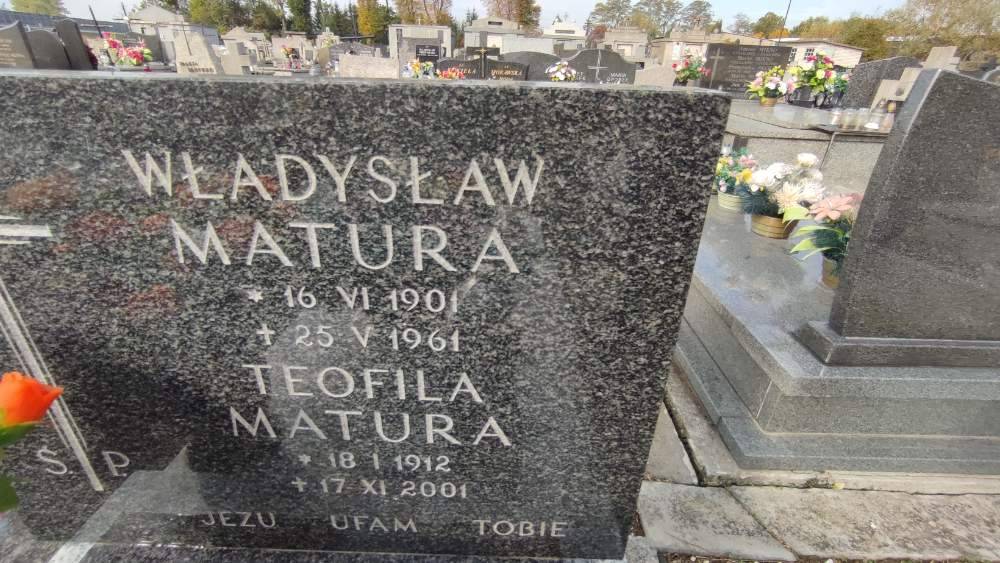 WŁADYSŁAW
MATURA
* 16 VI 1901
+ 25 V 1961
TEOFILA
MATURA
* 18 I 1912
+ 17 XI 2001
S P
JEZU UFAM TOBIE